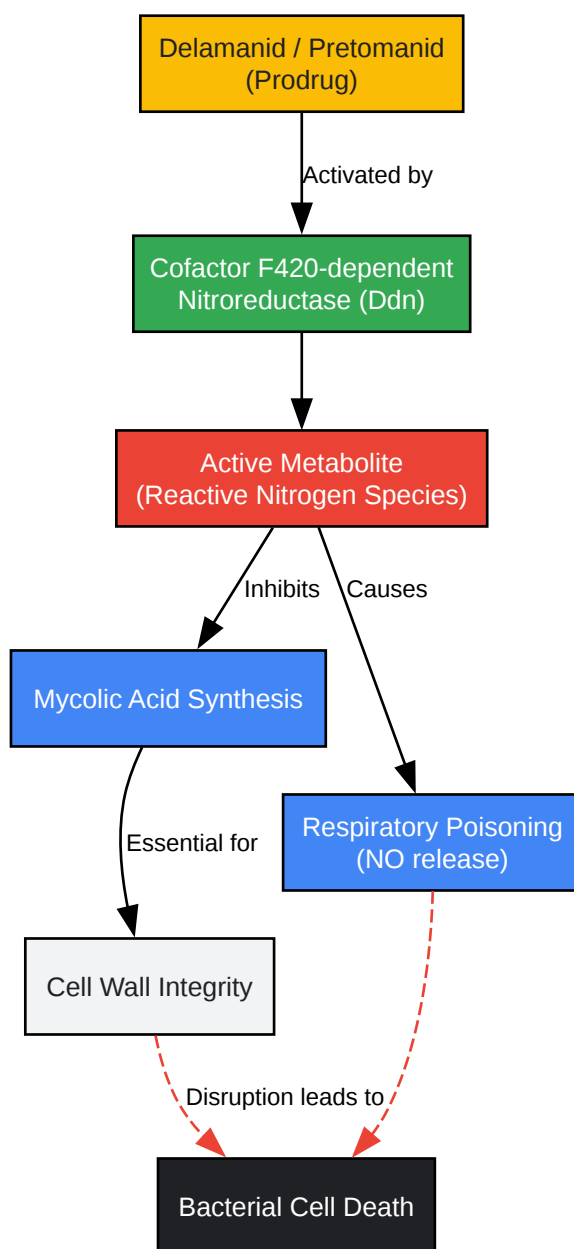 Delamanid / Pretomanid
(Prodrug)
Activated by
Cofactor F420-dependent
Nitroreductase (Ddn)
Active Metabolite
(Reactive Nitrogen Species)
Inhibits
Causes
Mycolic Acid Synthesis
Respiratory Poisoning
(NO release)
Essential for
Cell Wall Integrity
Disruption leads to
Bacterial Cell Death